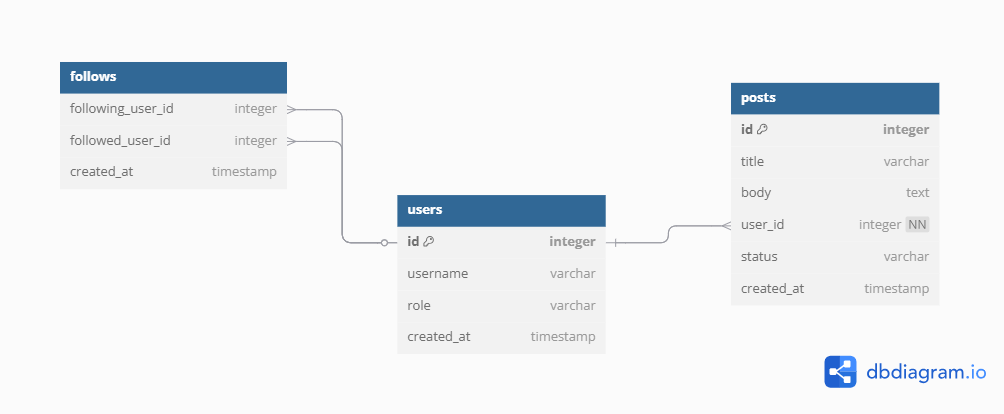 follows
following_user_id integer
followed_user_id integer
created_at timestamp
users
id integer
username varchar
role varchar
created_at timestamp
posts
id integer
title varchar
body text
user_id integer NN
status varchar
created_at timestamp
dbdiagram.io